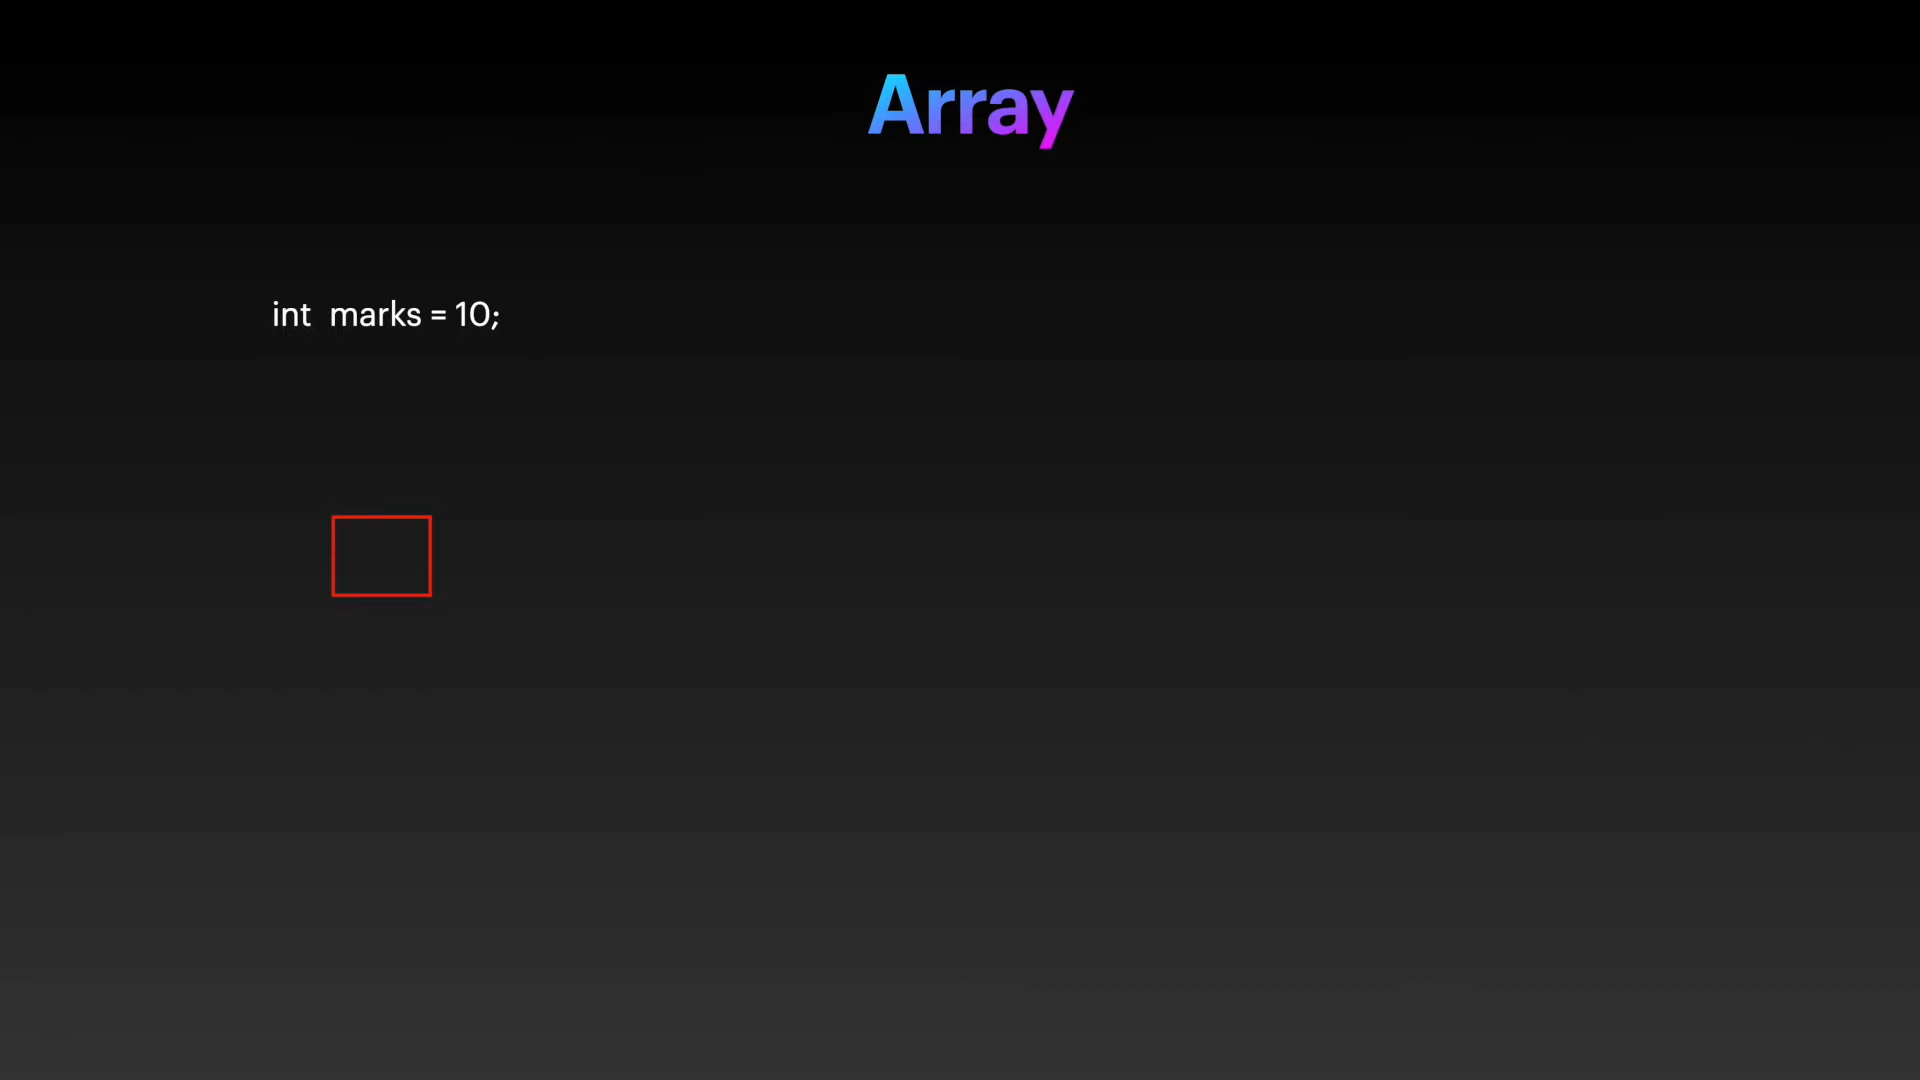 Array
int marks = 10;